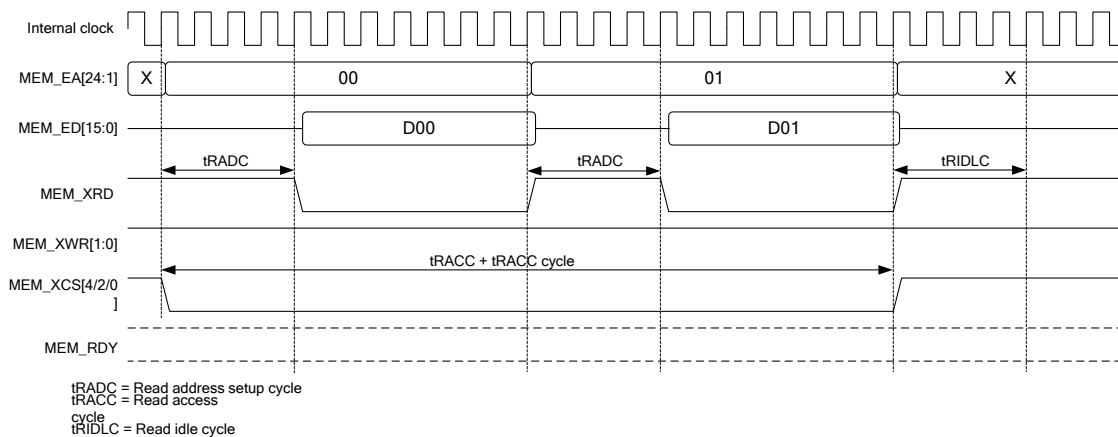 Internal clock
MEM_EA[24:1] X 00 01 X
MEM_ED[15:0] D00 D01
tRADC tRADC tRIDLC
MEM_XRD
MEM_XWR[1:0]
tRACC + tRACC cycle
MEM_XCS[4/2/0
]
MEM_RDY
tRADC = Read address setup cycle
tRACC = Read access
cycle
tRIDLC = Read idle cycle